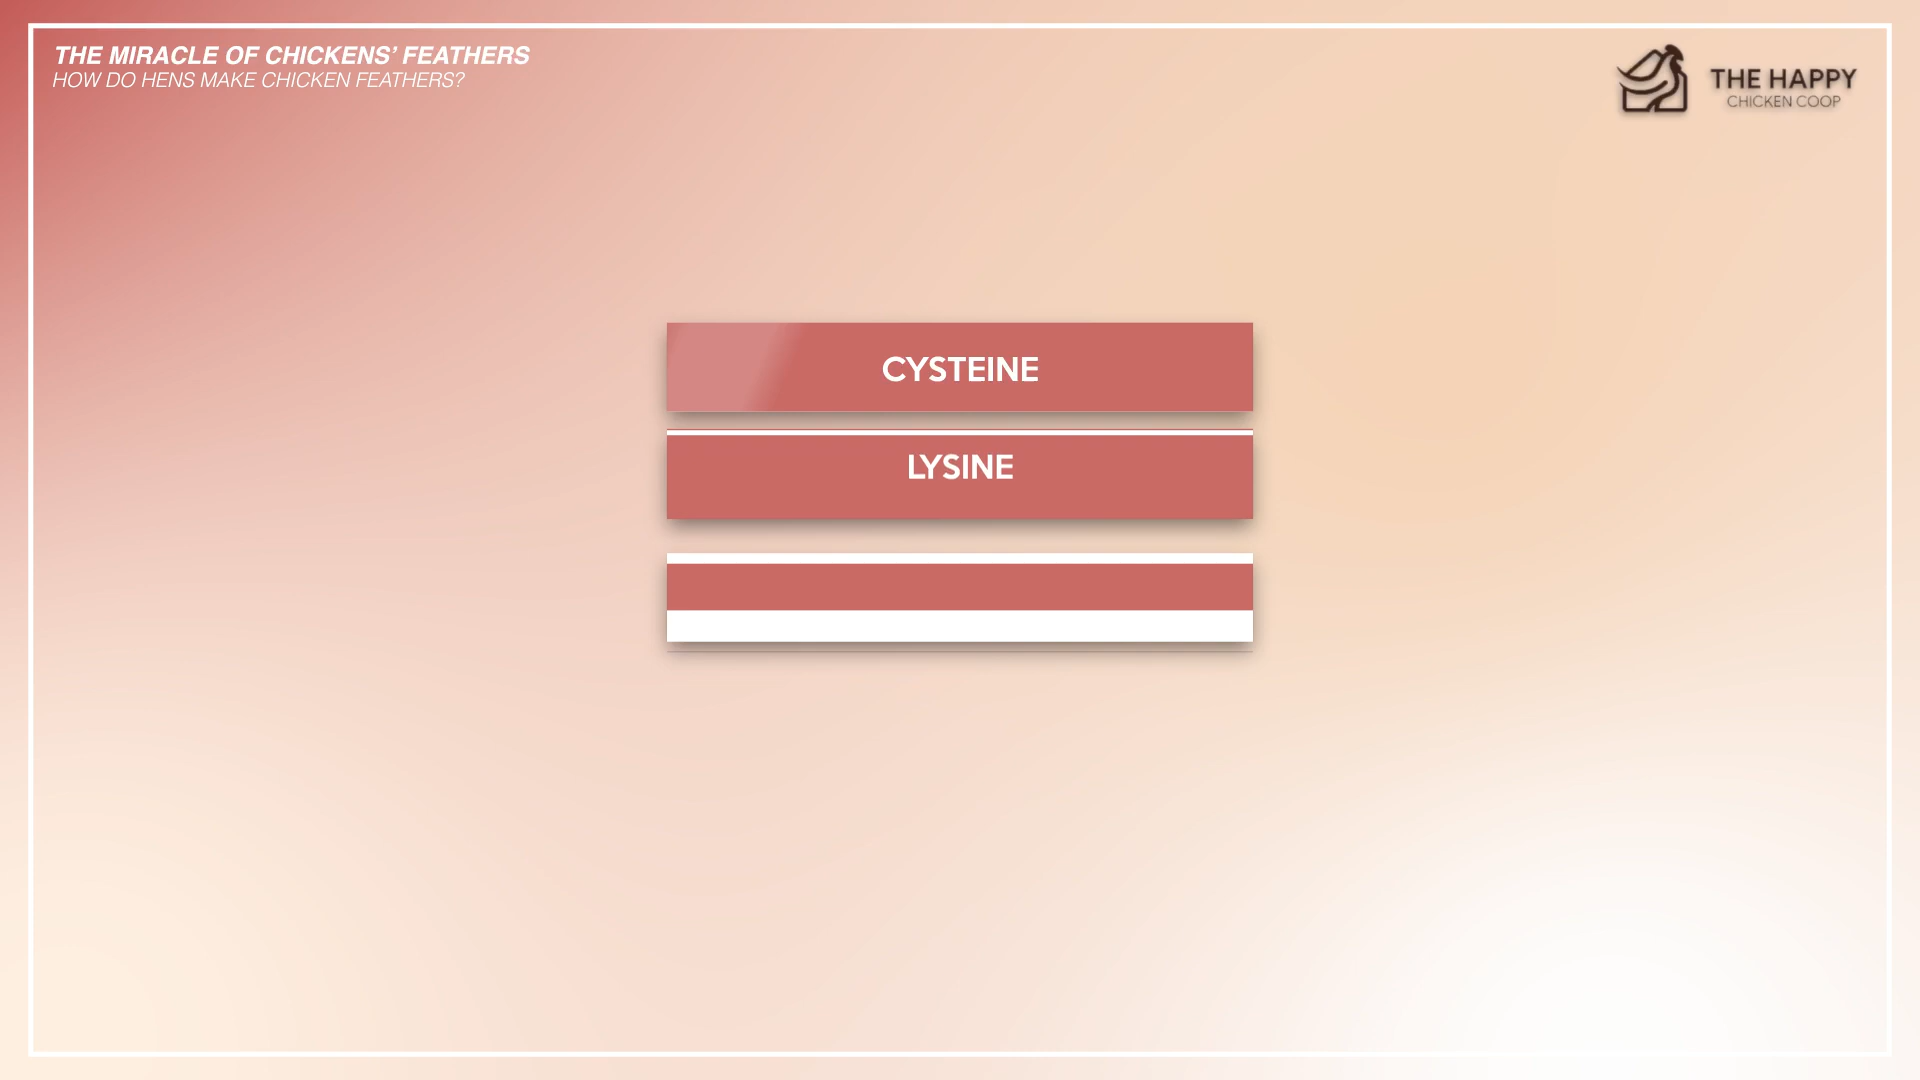 THE MIRACLE OF CHICKENS’ FEATHERS
HOW DO HENS MAKE CHICKEN FEATHERS?
THE HAPPY
CHICKEN COOP
CYSTEINE
LYSINE